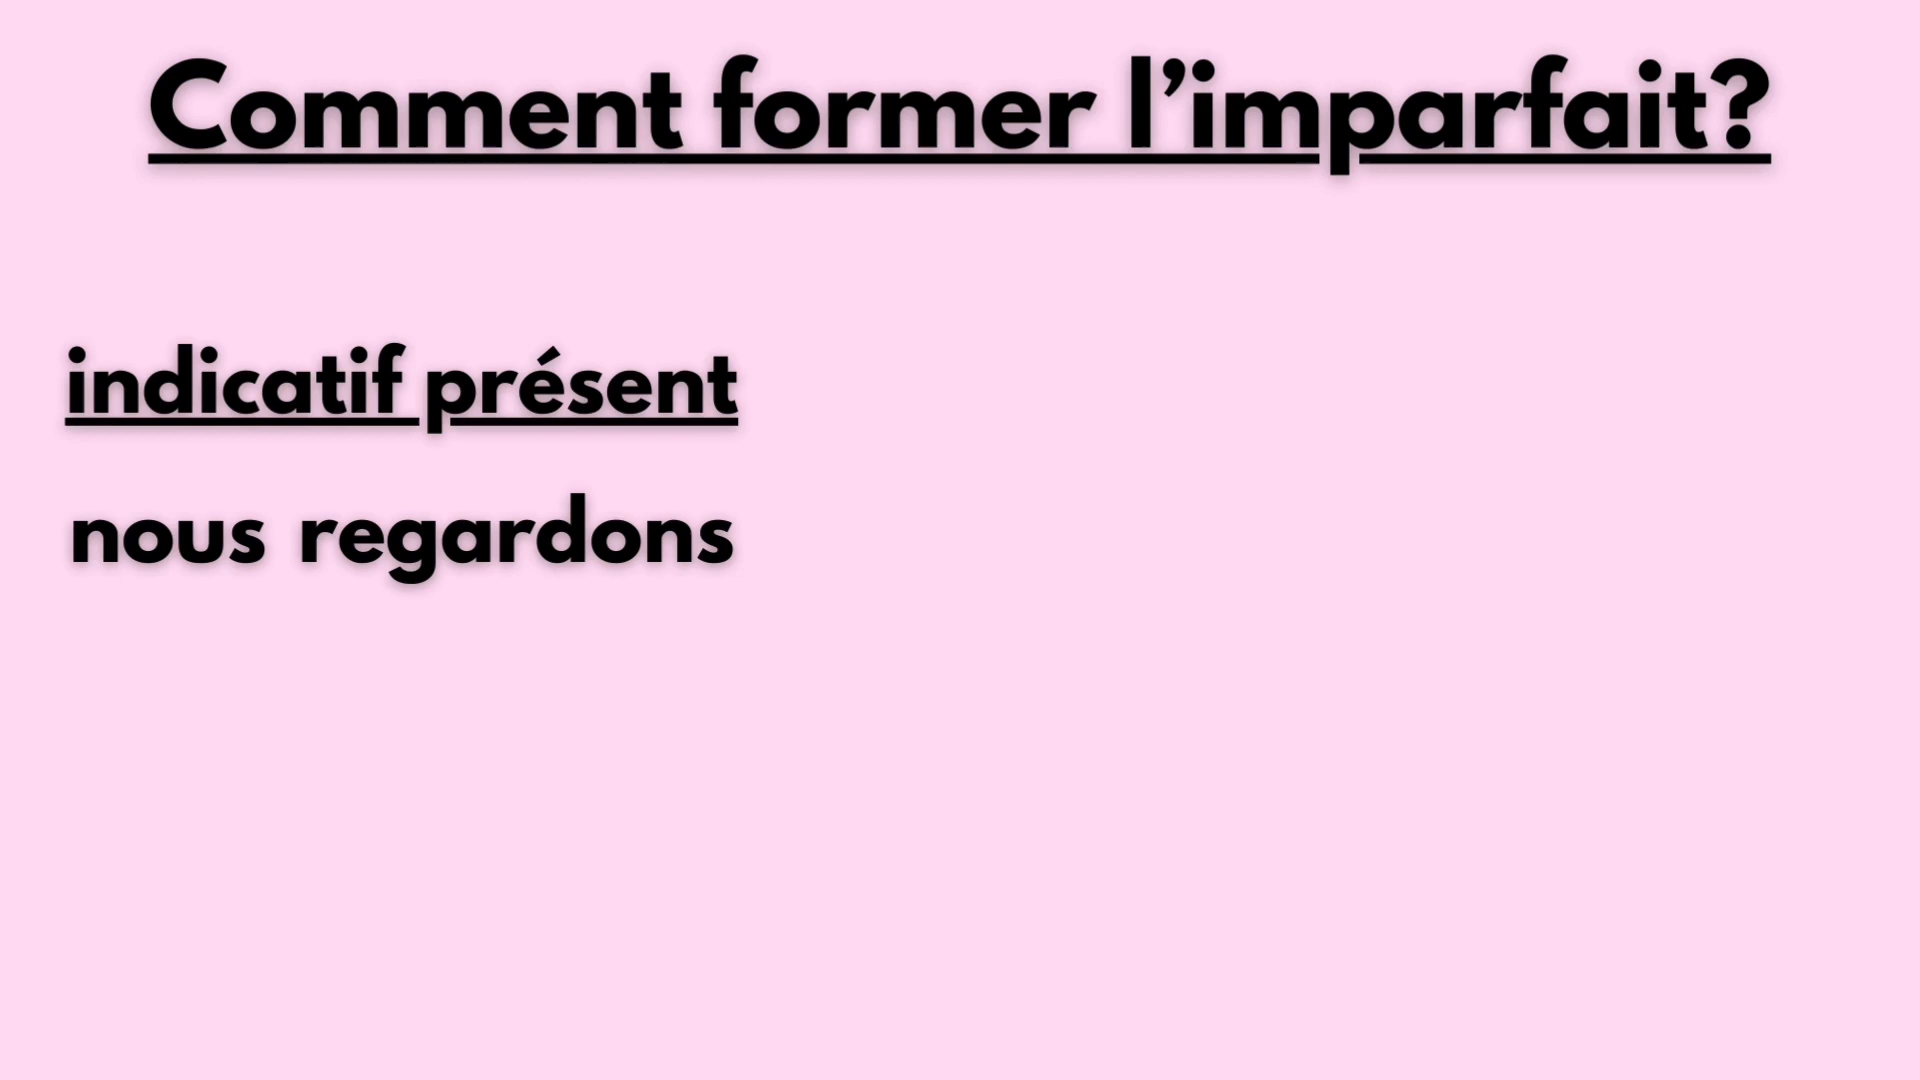 Comment former l’imparfait?
indicatif présent
nous regardons